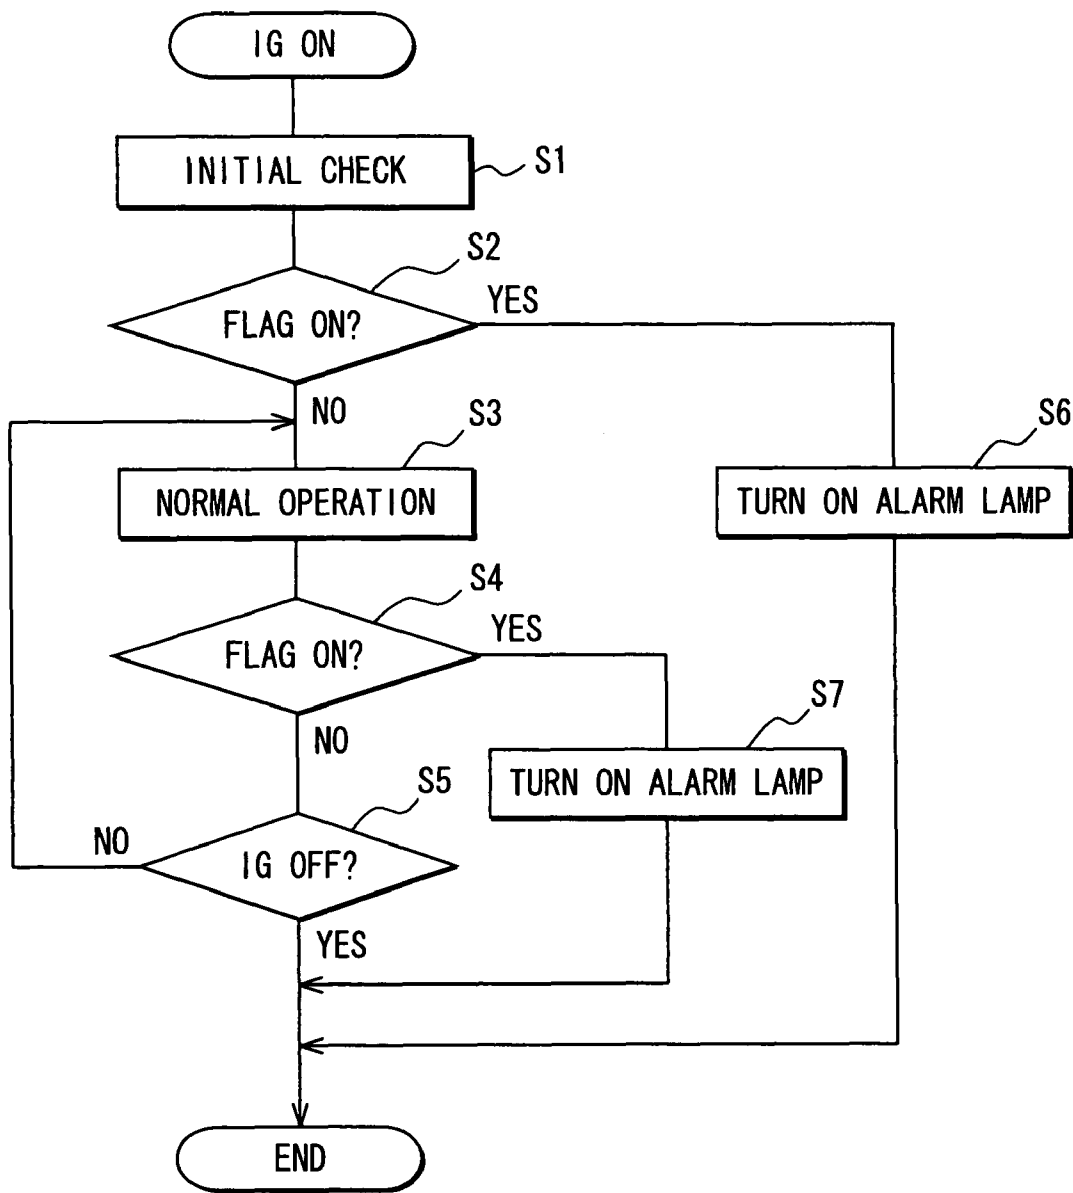 IG ON
INITIAL CHECK
S1
S2
FLAG ON?
YES
NO
S3
NORMAL OPERATION
S6
TURN ON ALARM LAMP
S4
FLAG ON?
YES
NO
S7
TURN ON ALARM LAMP
S5
IG OFF?
NO
YES
END